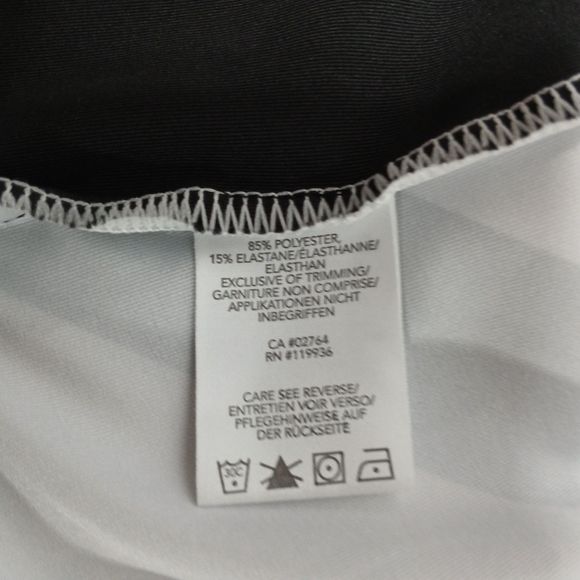 85% POLYESTER,
15% ELASTANE/ÉLASTHANNE/
ELASTHAN
EXCLUSIVE OF TRIMMING/
GARNITURE NON COMPRISE/
APPLIKATIONEN NICHT
INBEGRIFFEN
CA #02764
RN #119936
CARE SEE REVERSE/
ENTRETIEN VOIR VERSO/
PFLEGEHINWEISE AUF
DER RÜCKSEITE
30C